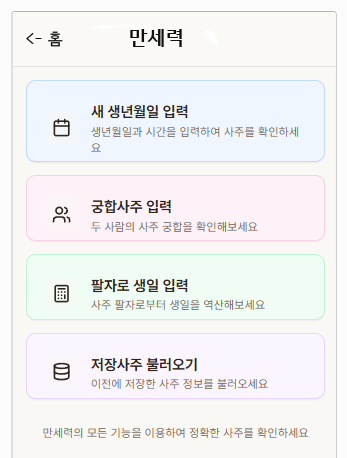 <- 홈
만세력
새 생년월일 입력
생년월일과 시간을 입력하여 사주를 확인하세
요
궁합사주 입력
두 사람의 사주 궁합을 확인해보세요
팔자로 생일 입력
사주 팔자로부터 생일을 역산해보세요
저장사주 불러오기
이전에 저장한 사주 정보를 불러오세요
만세력의 모든 기능을 이용하여 정확한 사주를 확인하세요